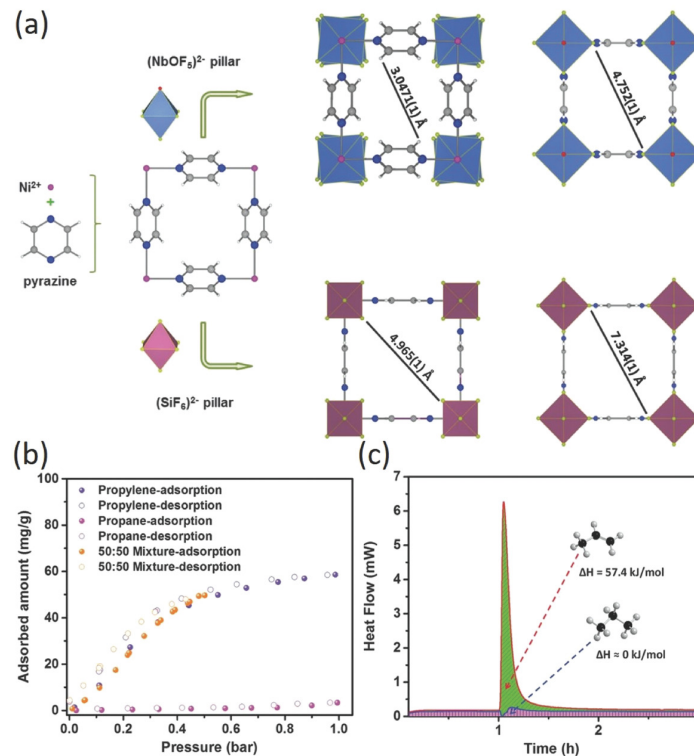 (a)
(NbOF₅)²⁻ pillar
Ni²⁺
+
pyrazine
(SiF₆)²⁻ pillar
3.0471(1) Å
4.752(1) Å
4.965(1) Å
7.314(1) Å
(b)
Adsorbed amount (mg/g)
100
80
60
40
20
0
Propylene-adsorption
Propylene-desorption
Propane-adsorption
Propane-desorption
50:50 Mixture-adsorption
50:50 Mixture-desorption
0.0 0.2 0.4 0.6 0.8 1.0
Pressure (bar)
(c)
Heat Flow (mW)
7
6
5
4
3
2
1
0
ΔH = 57.4 kJ/mol
ΔH ≈ 0 kJ/mol
1 2
Time (h)